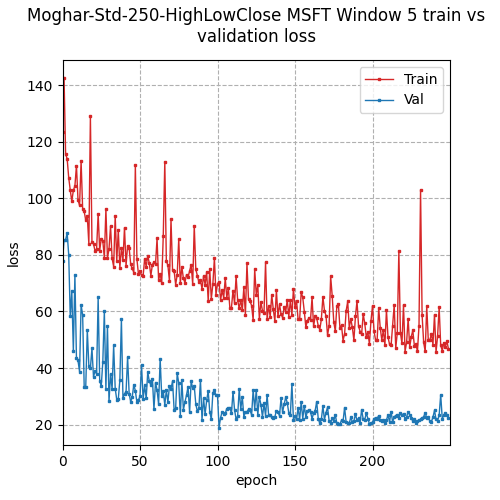 Moghar-Std-250-HighLowClose MSFT Window 5 train vs
validation loss
Train
Val
140
120
100
80
60
40
20
loss
0
50
100
150
200
epoch